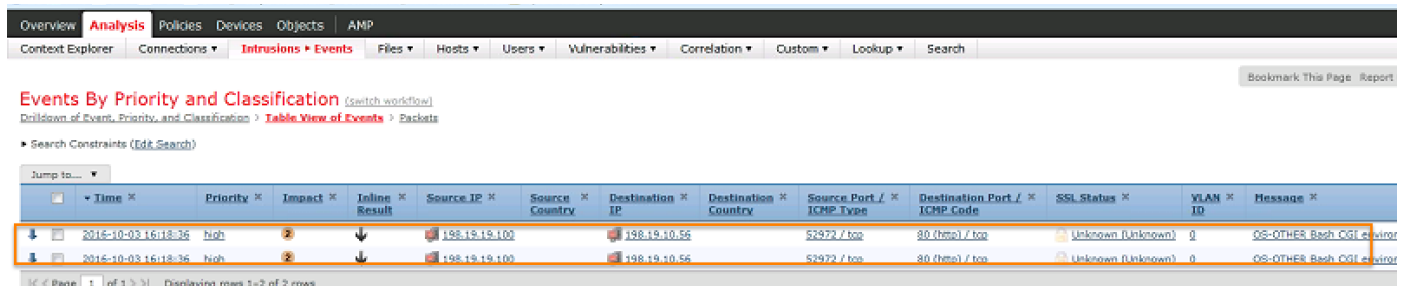 Overview Analysis Policies Devices Objects AMP
Context Explorer Connections ▾ Intrusions ▸ Events Files ▾ Hosts ▾ Users ▾ Vulnerabilities ▾ Correlation ▾ Custom ▾ Lookup ▾ Search
Bookmark This Page Report
Events By Priority and Classification (switch workflow)
Drilldown of Event, Priority, and Classification > Table View of Events > Packets
▸ Search Constraints (Edit Search)
Jump to... ▼
▾ Time × Priority × Impact × Inline Result × Source IP × Source Country × Destination IP × Destination Country × Source Port / ICMP Type × Destination Port / ICMP Code × SSL Status × VLAN ID × Message ×
2016-10-03 16:18:36 high 2 198.19.19.100 198.19.10.56 52972 / tcp 80 (http) / tcp Unknown (Unknown) 0 OS-OTHER Bash CGI environ
2016-10-03 16:18:36 high 2 198.19.19.100 198.19.10.56 52972 / tcp 80 (http) / tcp Unknown (Unknown) 0 OS-OTHER Bash CGI environ
|< < Page 1 of 1 > >| Displaying rows 1–2 of 2 rows